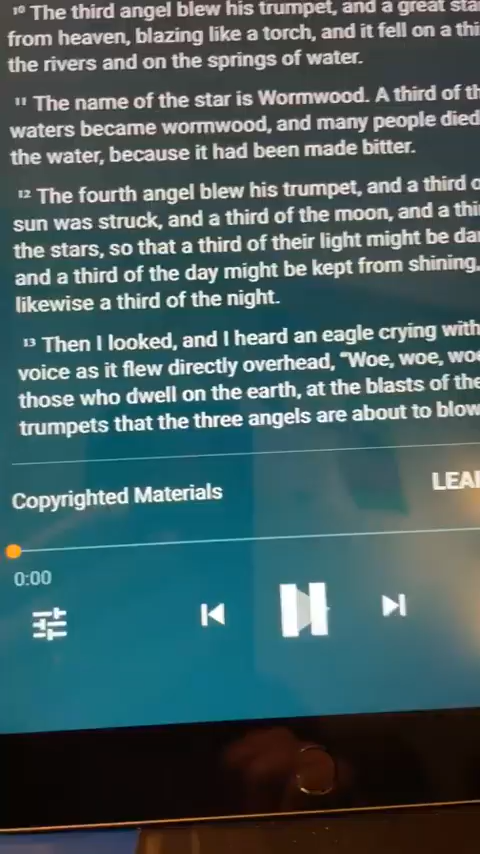 10 The third angel blew his trumpet, and a great sta
from heaven, blazing like a torch, and it fell on a thi
the rivers and on the springs of water.
11 The name of the star is Wormwood. A third of th
waters became wormwood, and many people died
the water, because it had been made bitter.
12 The fourth angel blew his trumpet, and a third o
sun was struck, and a third of the moon, and a thi
the stars, so that a third of their light might be da
and a third of the day might be kept from shining,
likewise a third of the night.
13 Then I looked, and I heard an eagle crying with
voice as it flew directly overhead, “Woe, woe, woe
those who dwell on the earth, at the blasts of the
trumpets that the three angels are about to blow
Copyrighted Materials
LEA
0:00